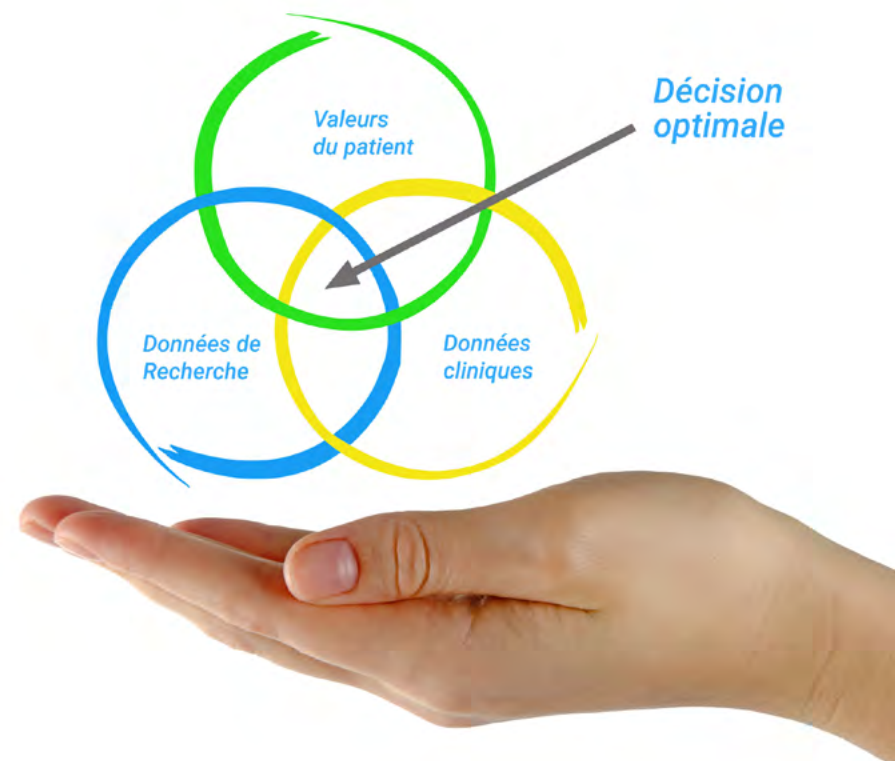 Décision
optimale
Valeurs
du patient
Données de
Recherche
Données
cliniques